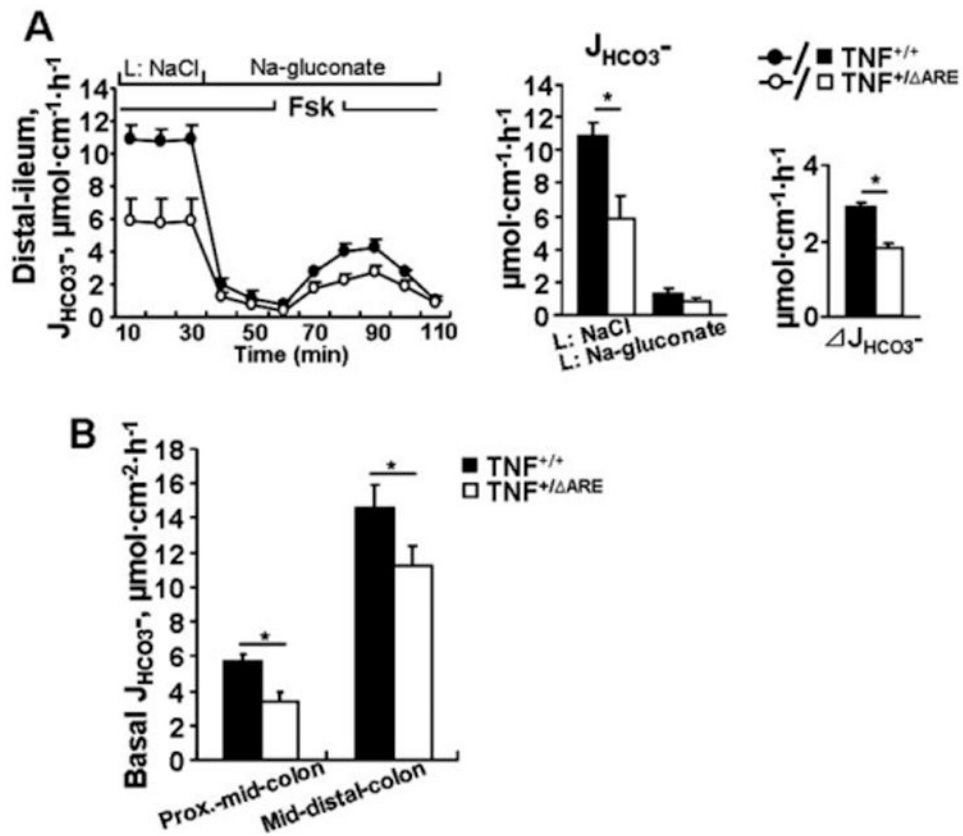 A
L: NaCl Na-gluconate
Fsk
Distal-ileum,
JHCO3-, µmol·cm-1·h-1
14
12
10
8
6
4
2
0
10 30 50 70 90 110
Time (min)
JHCO3-
µmol·cm-1·h-1
14
12
10
8
6
4
2
0
*
L: NaCl
L: Na-gluconate
TNF+/+
TNF+/ΔARE
µmol·cm-1·h-1
4
2
0
*
ΔJHCO3-
B
Basal JHCO3-, µmol·cm-2·h-1
18
16
14
12
10
8
6
4
2
0
*
*
Prox.-mid-colon
Mid-distal-colon
TNF+/+
TNF+/ΔARE